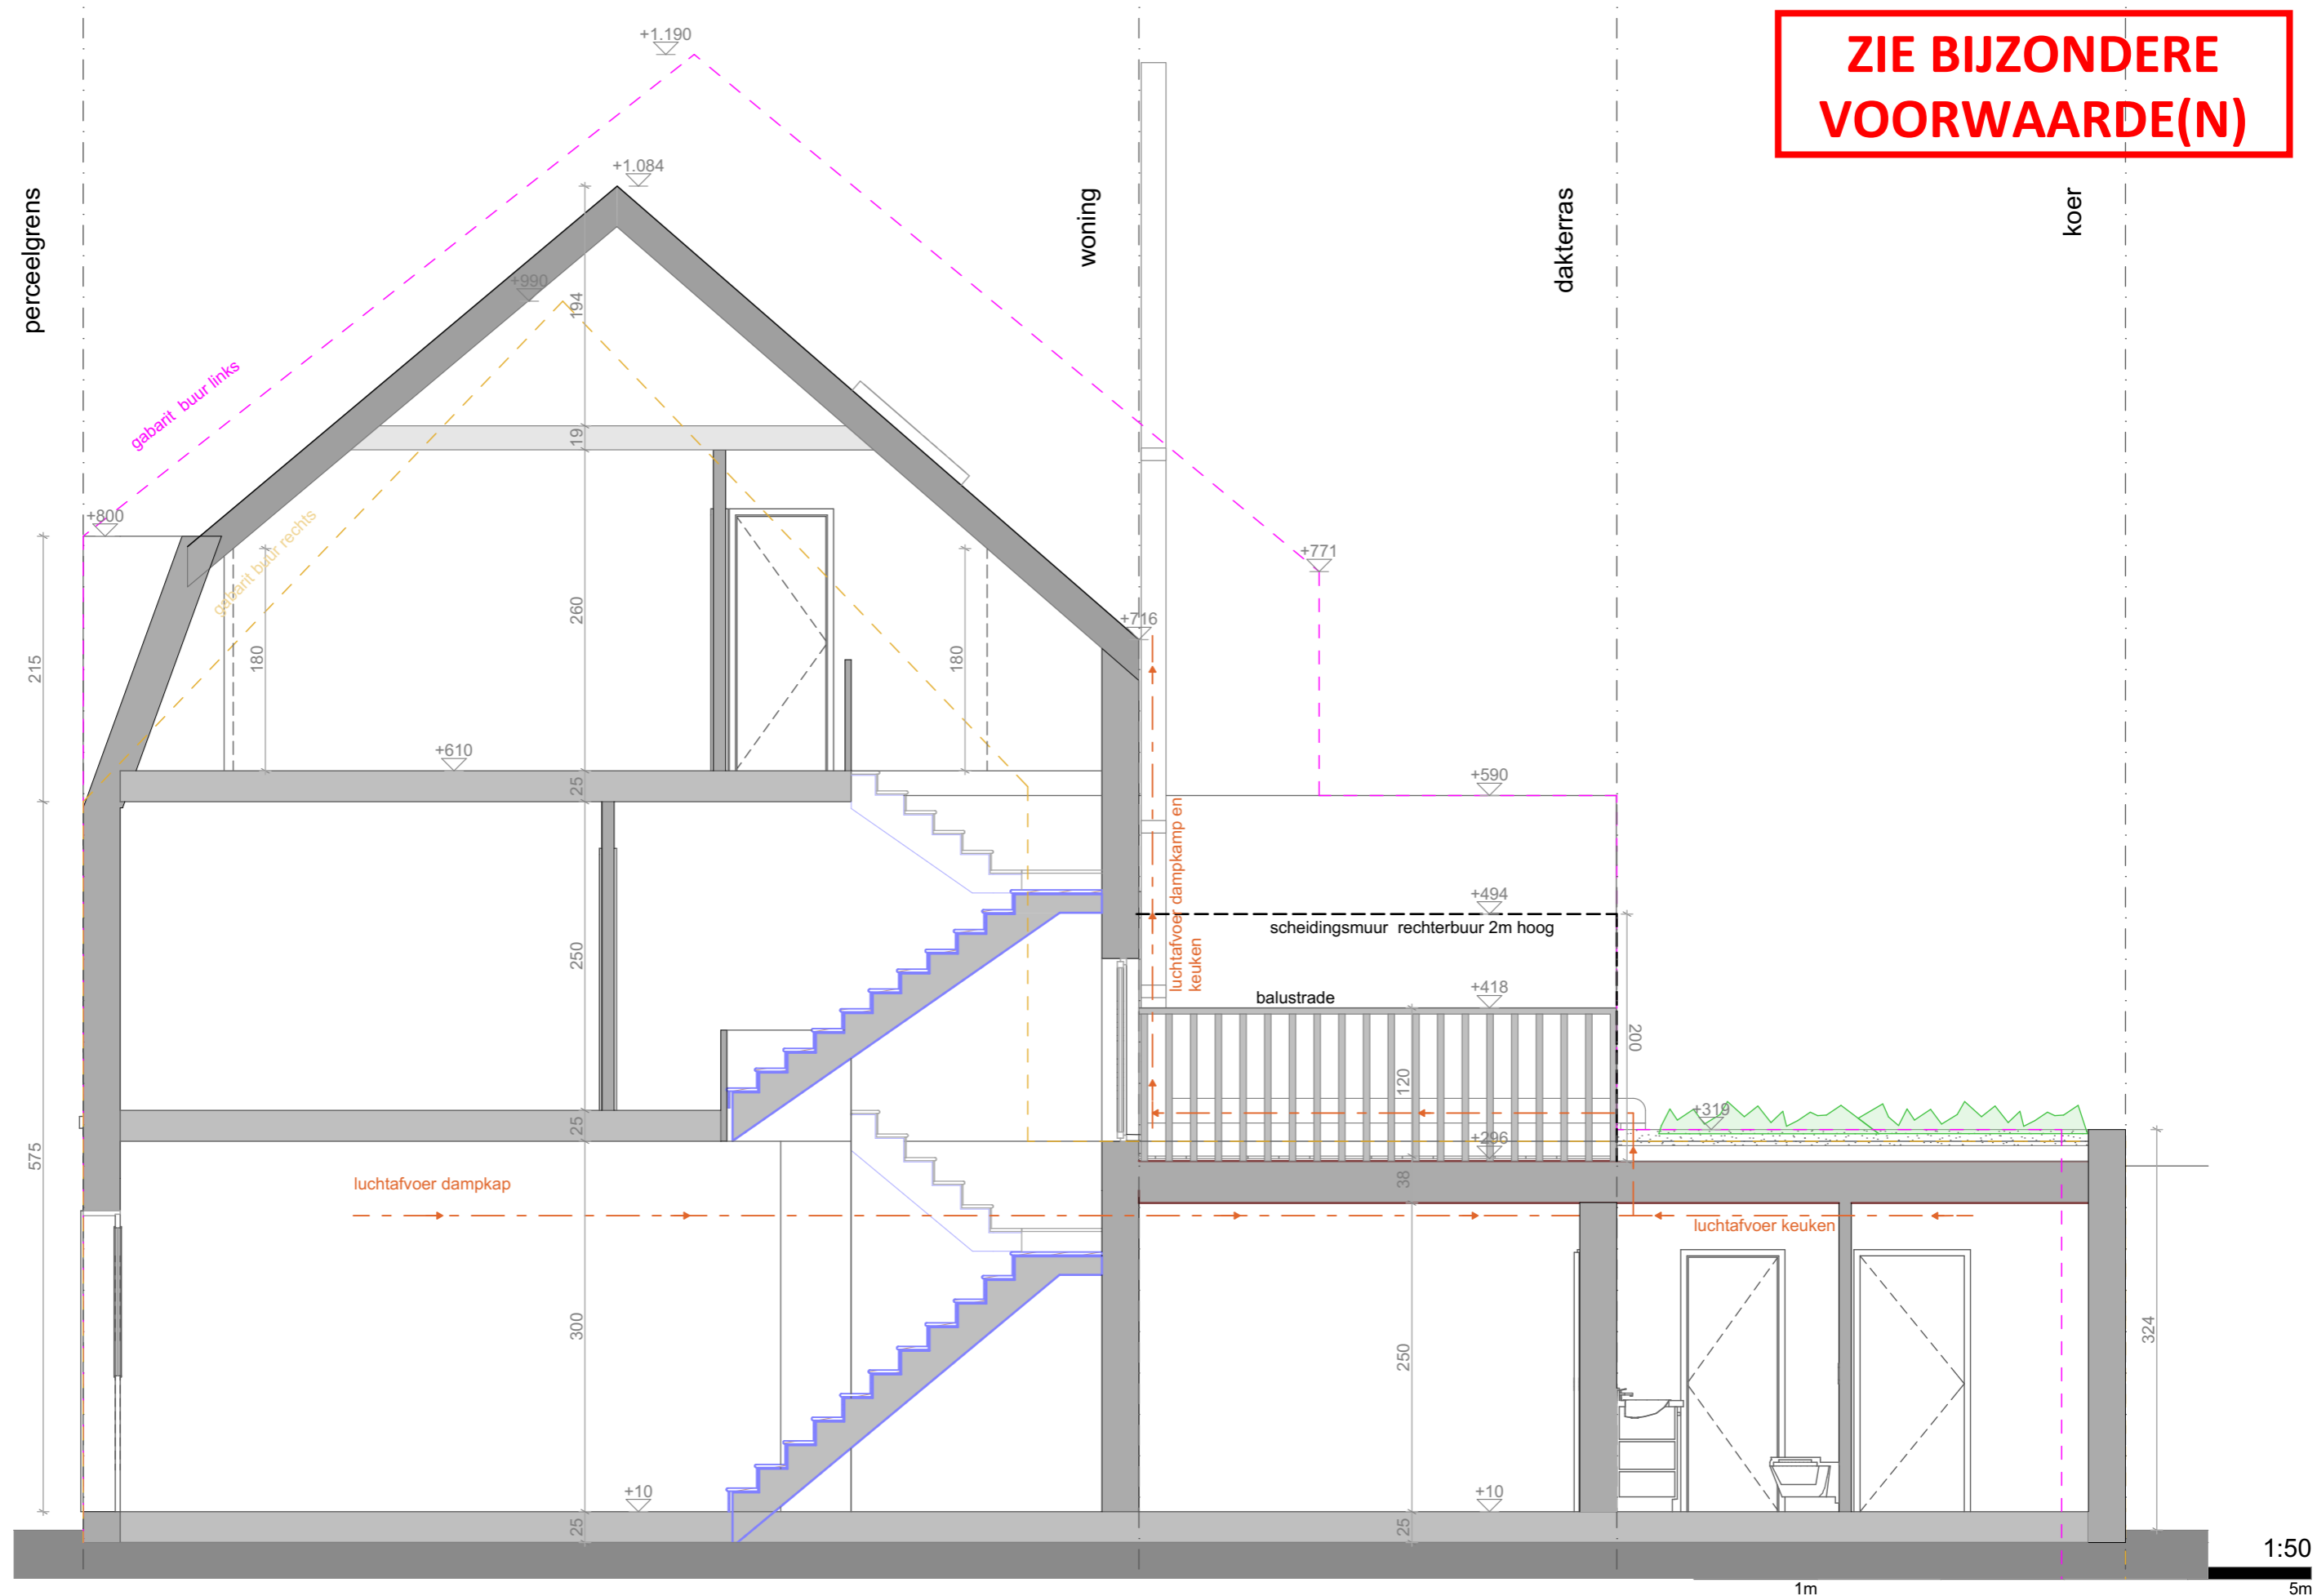 ZIE BIJZONDERE
VOORWAARDE(N)
+1.190
+1.084
perceelgrens
woning
dakterras
koer
+990
194
gabarit buur links
19
+800
gabarit buur rechts
+771
260
+716
180
180
215
+610
25
+590
luchtafvoer dampkamp en
keuken
+494
scheidingsmuur rechterbuur 2m hoog
250
balustrade
+418
200
120
+319
25
+296
575
38
luchtafvoer dampkap
luchtafvoer keuken
300
250
324
+10
+10
25
25
1:50
1m
5m